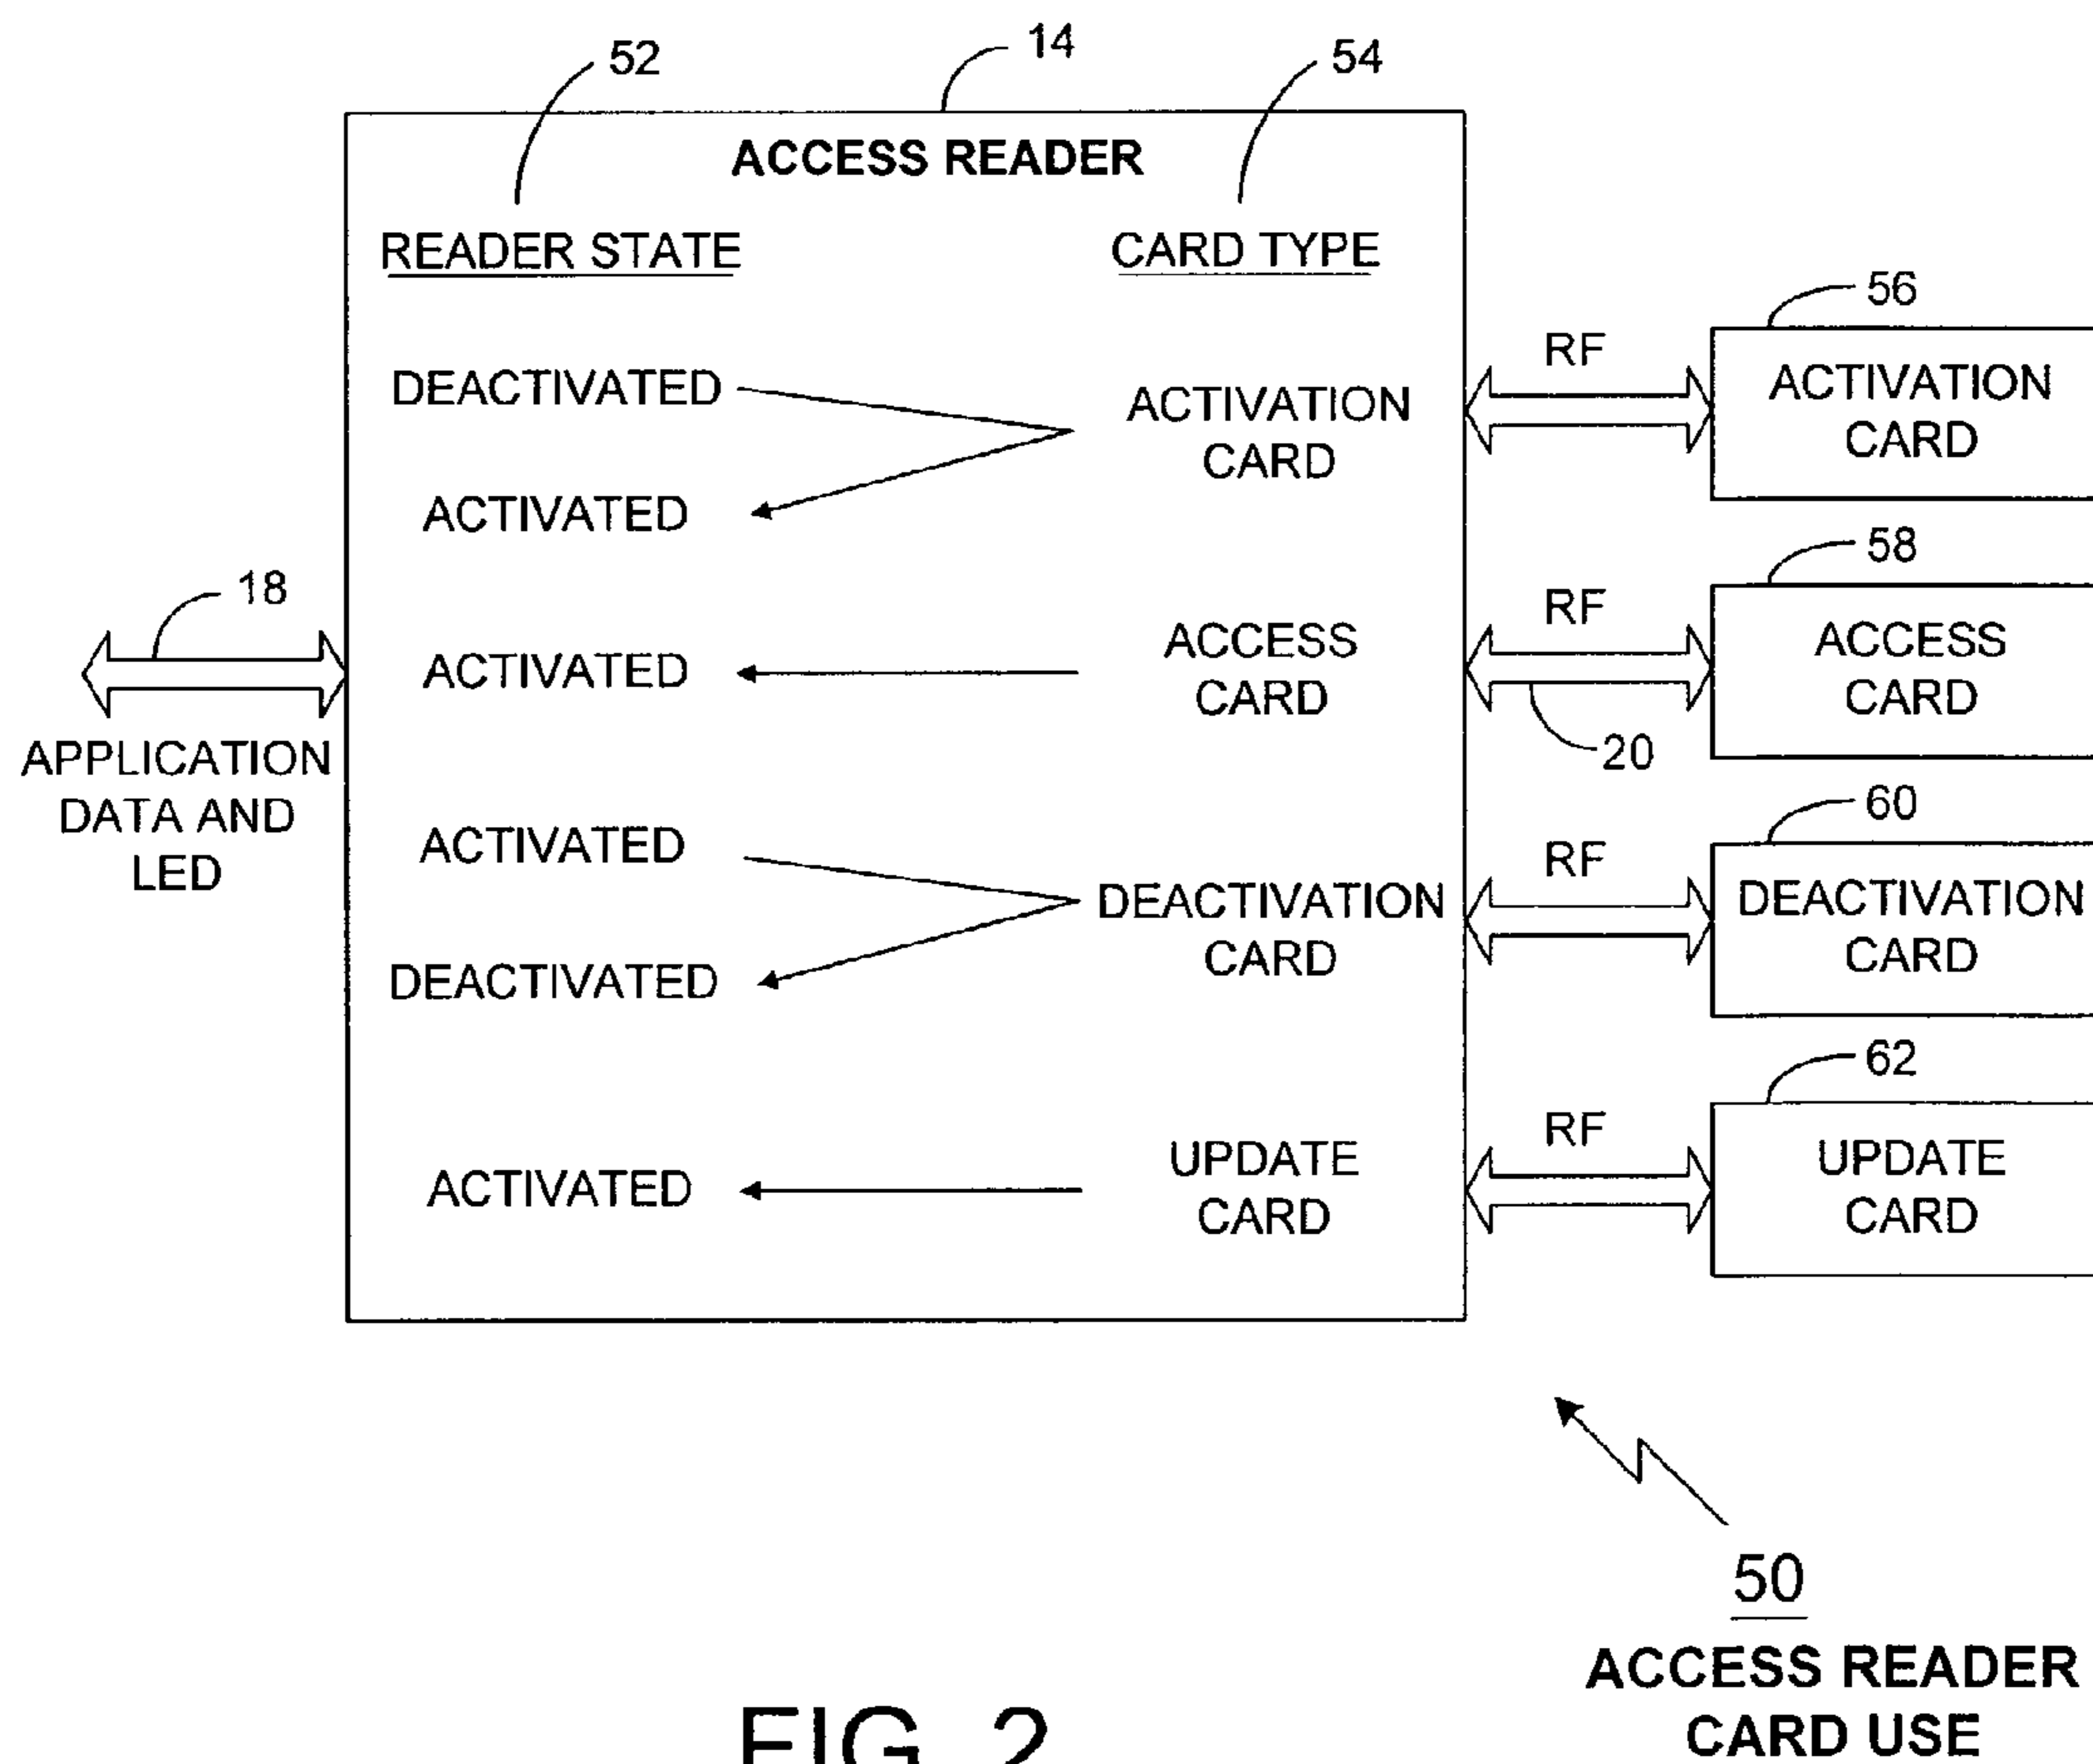 14
52
54
ACCESS READER
READER STATE
CARD TYPE
56
RF
DEACTIVATED
ACTIVATION
CARD
ACTIVATION
CARD
ACTIVATED
58
18
RF
ACTIVATED
ACCESS
CARD
ACCESS
CARD
20
APPLICATION
DATA AND
LED
60
RF
ACTIVATED
DEACTIVATION
CARD
DEACTIVATION
CARD
DEACTIVATED
62
RF
ACTIVATED
UPDATE
CARD
UPDATE
CARD
50
ACCESS READER
CARD USE
FIG. 2